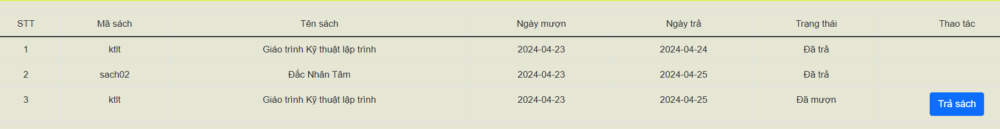 STT Mã sách Tên sách Ngày mượn Ngày trả Trạng thái Thao tác
1 ktlt Giáo trình Kỹ thuật lập trình 2024-04-23 2024-04-24 Đã trả
2 sach02 Đắc Nhân Tâm 2024-04-23 2024-04-25 Đã trả
3 ktlt Giáo trình Kỹ thuật lập trình 2024-04-23 2024-04-25 Đã mượn Trả sách